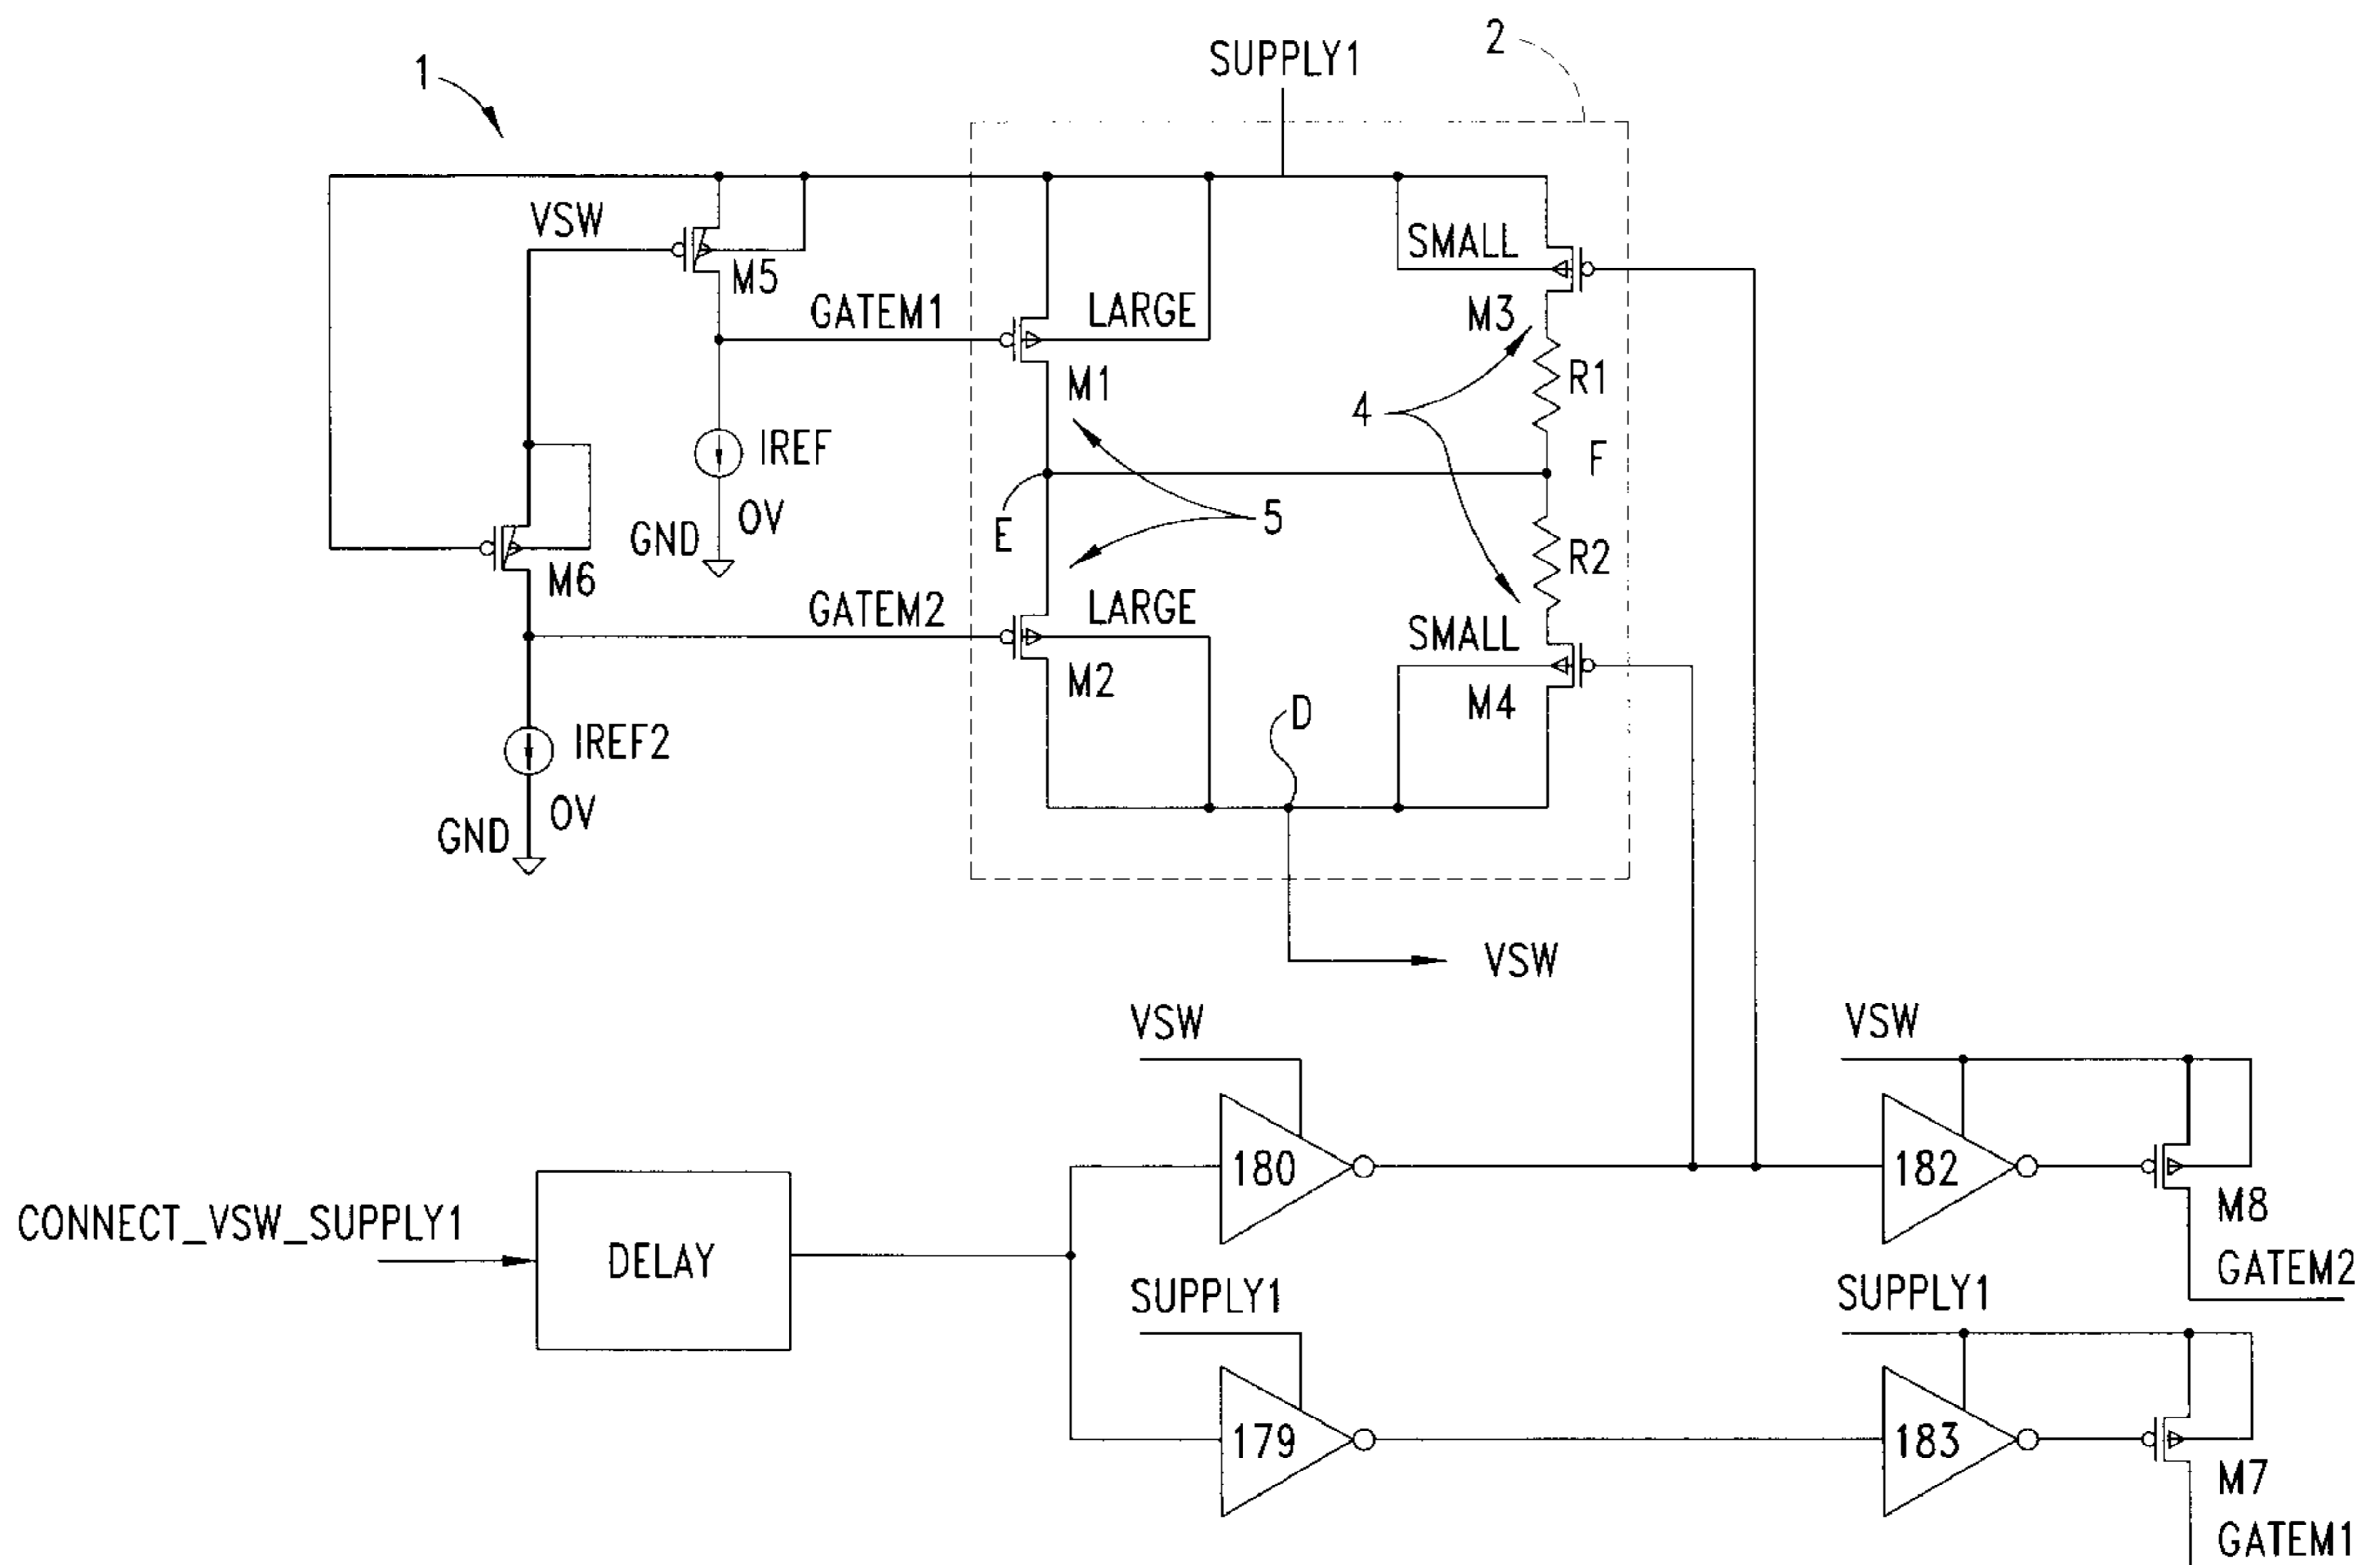 2
SUPPLY1
1
VSW
SMALL
M5
M3
GATEM1
LARGE
R1
M1
4
IREF
F
0V
5
GND
E
R2
M6
GATEM2
LARGE
SMALL
M2
M4
D
IREF2
0V
GND
VSW
VSW
VSW
180
182
M8
CONNECT_VSW_SUPPLY1
DELAY
GATEM2
SUPPLY1
SUPPLY1
179
183
M7
GATEM1